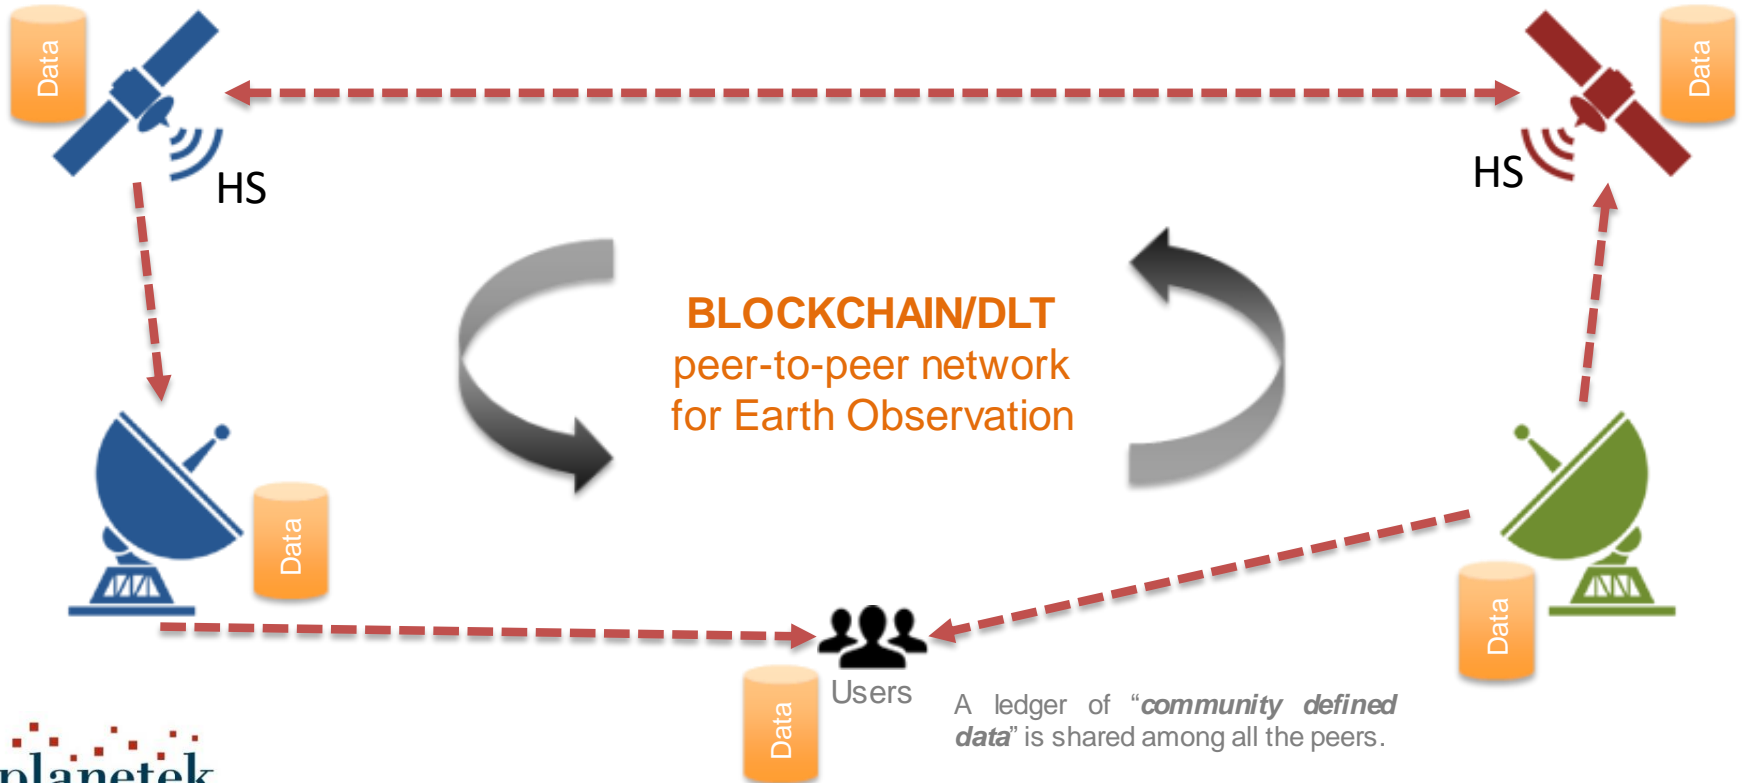 Data
Data
HS
HS
BLOCKCHAIN/DLT
peer-to-peer network
for Earth Observation
Data
Data
Users
Data
A ledger of “community defined
data” is shared among all the peers.
planetek